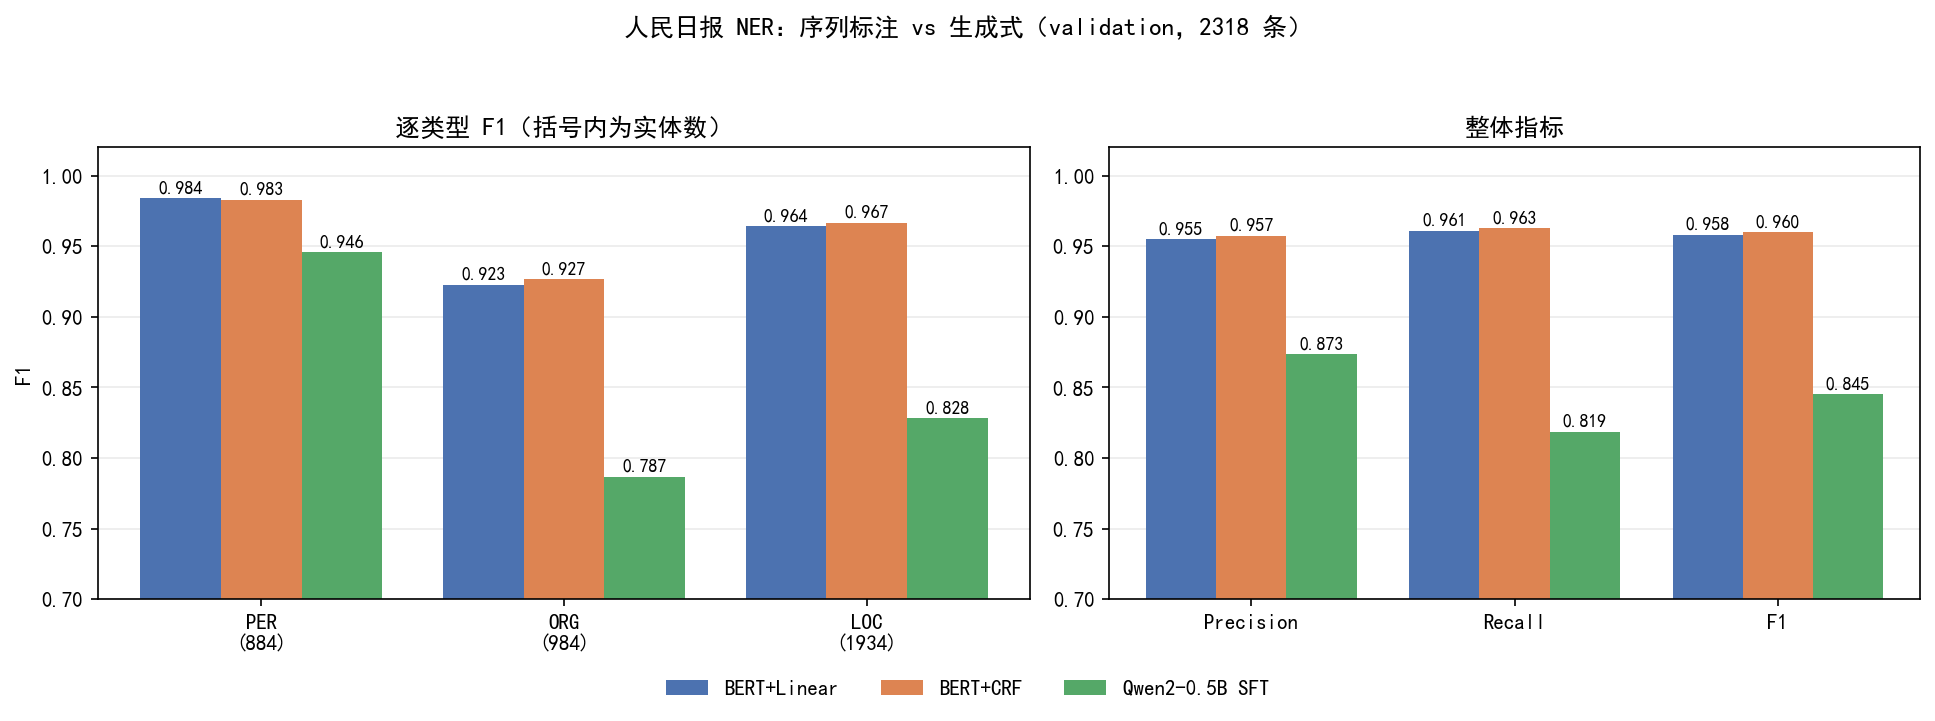 人民日报 NER：序列标注 vs 生成式（validation，2318 条）
逐类型 F1（括号内为实体数）
F1
1.00
0.95
0.90
0.85
0.80
0.75
0.70
0.984
0.983
0.946
0.923
0.927
0.787
0.964
0.967
0.828
PER
(884)
ORG
(984)
LOC
(1934)
整体指标
1.00
0.95
0.90
0.85
0.80
0.75
0.70
0.955
0.957
0.873
0.961
0.963
0.819
0.958
0.960
0.845
Precision
Recall
F1
BERT+Linear
BERT+CRF
Qwen2-0.5B SFT